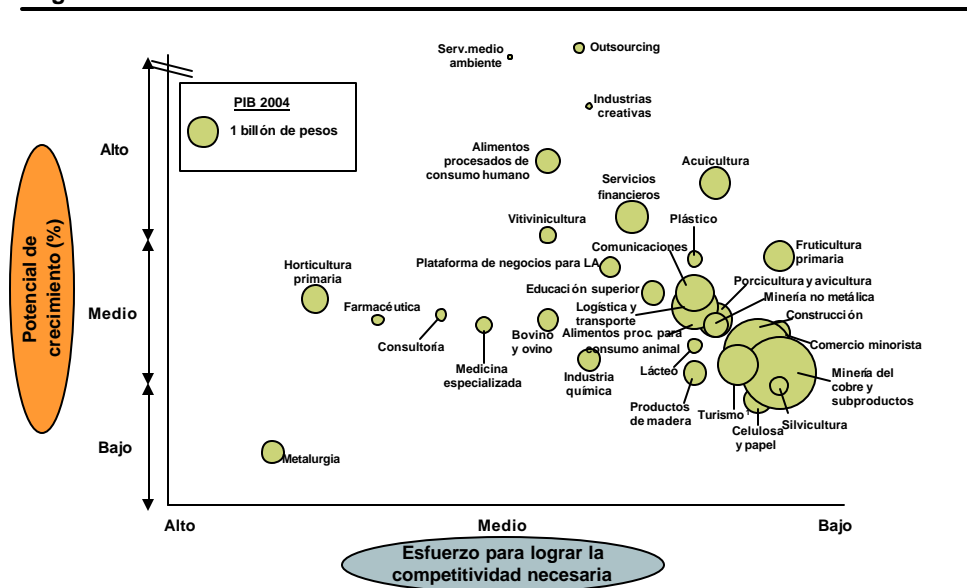 Serv.medio
ambiente
Outsourcing
PIB 2004
1 billón de pesos
Industrias
creativas
Alto
Alimentos
procesados de
consumo humano
Acuicultura
Servicios
financieros
Vitivinicultura
Plástico
Comunicaciones
Fruticultura
primaria
Plataforma de negocios para LA
Horticultura
primaria
Porcicultura y avicultura
Educación superior
Minería no metálica
Potencial de
crecimiento (%)
Medio
Farmacéutica
Logística y
transporte
Construcción
Consultoría
Bovino
y ovino
Alimentos proc. para
consumo animal
Comercio minorista
Medicina
especializada
Industria
química
Lácteo
Minería del
cobre y
subproductos
Productos
de madera
Turismo
Silvicultura
Celulosa
y papel
Bajo
Metalurgia
Alto
Medio
Bajo
Esfuerzo para lograr la
competitividad necesaria